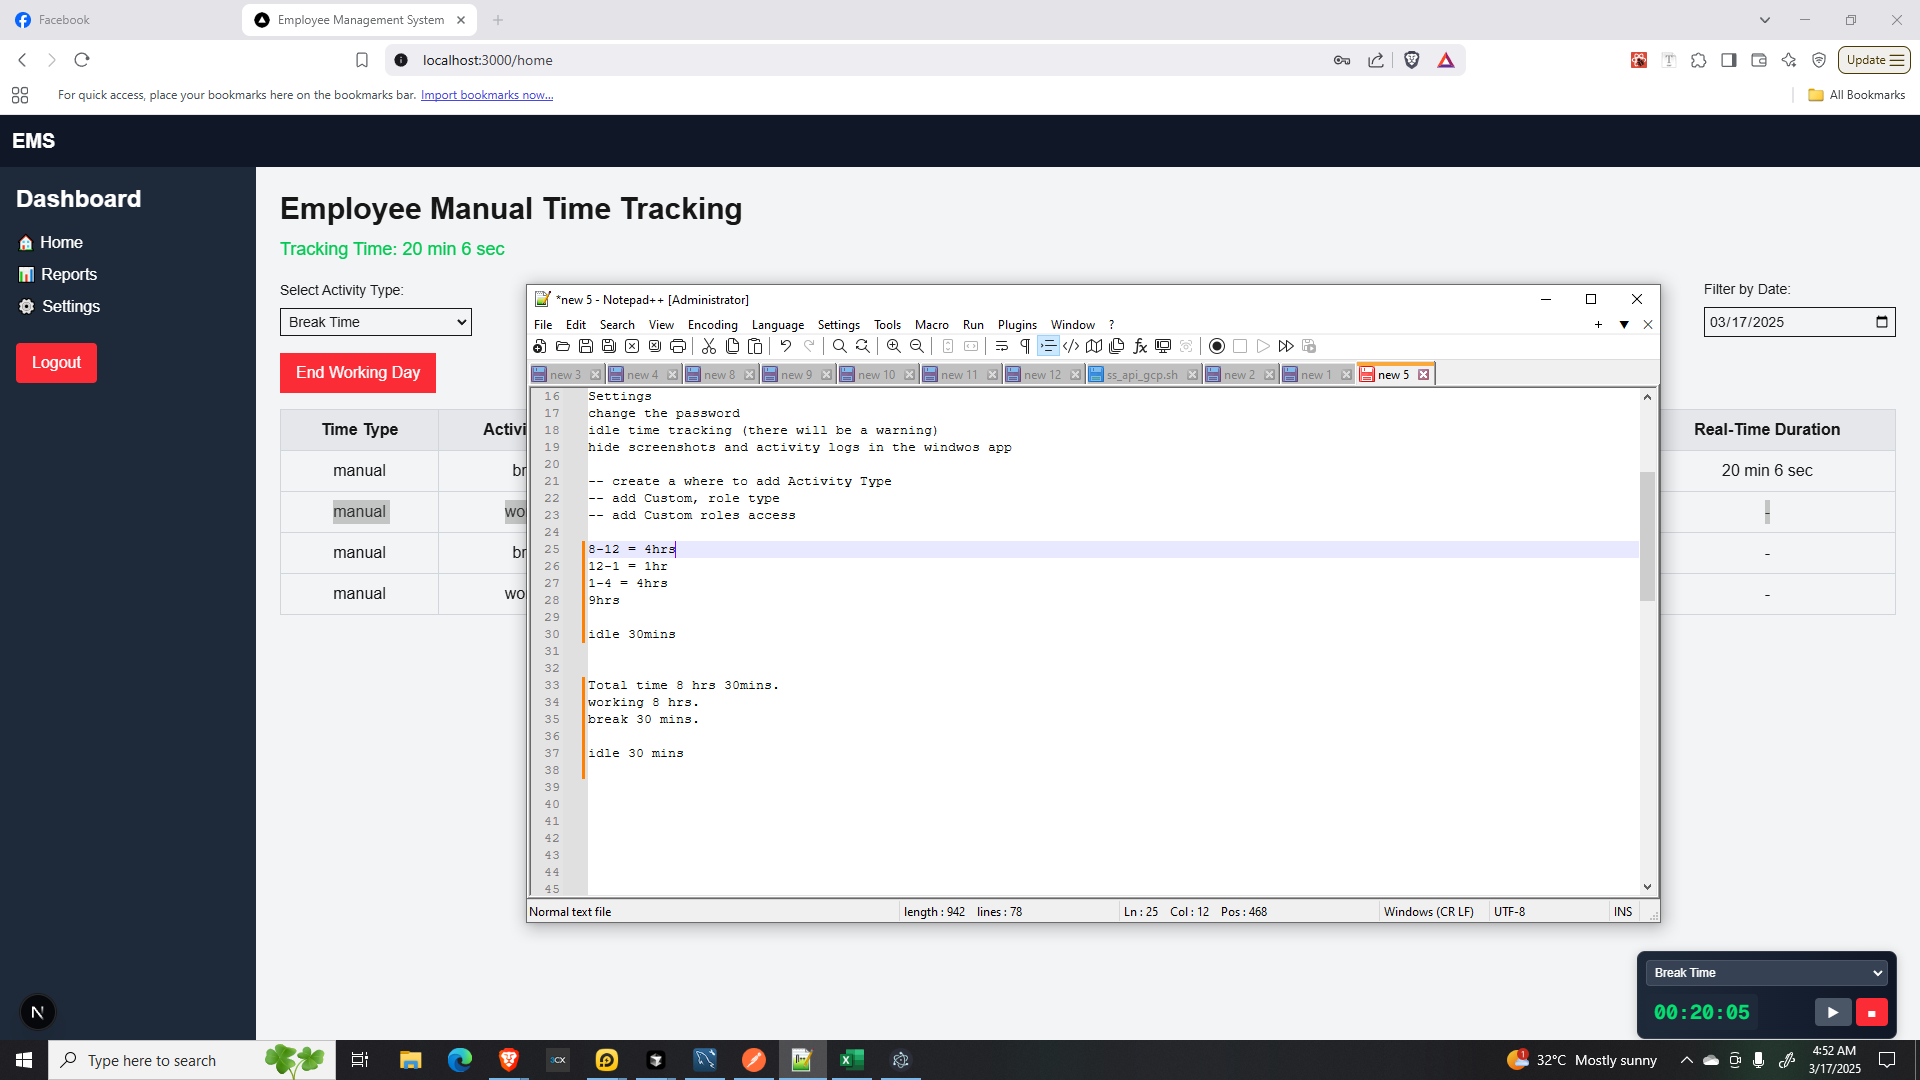 Facebook
Employee Management System
localhost:3000/home
Update
For quick access, place your bookmarks here on the bookmarks bar. Import bookmarks now...
All Bookmarks
EMS
Dashboard
Home
Reports
Settings
Logout
Employee Manual Time Tracking
Tracking Time: 20 min 6 sec
Select Activity Type:
Break Time
End Working Day
Filter by Date:
03/17/2025
Time Type Activi Real-Time Duration
manual br 20 min 6 sec
manual wo -
manual br -
manual wo -
*new 5 - Notepad++ [Administrator]
File Edit Search View Encoding Language Settings Tools Macro Run Plugins Window ?
new 3 new 4 new 8 new 9 new 10 new 11 new 12 ss_api_gcp.sh new 2 new 1 new 5
16 Settings
17 change the password
18 idle time tracking (there will be a warning)
19 hide screenshots and activity logs in the windwos app
20
21 -- create a where to add Activity Type
22 -- add Custom, role type
23 -- add Custom roles access
24
25 8-12 = 4hrs
26 12-1 = 1hr
27 1-4 = 4hrs
28 9hrs
29
30 idle 30mins
31
32
33 Total time 8 hrs 30mins.
34 working 8 hrs.
35 break 30 mins.
36
37 idle 30 mins
38
39
40
41
42
43
44
45
Normal text file length : 942 lines : 78 Ln : 25 Col : 12 Pos : 468 Windows (CR LF) UTF-8 INS
Break Time
00:20:05
N
Type here to search
1
32°C Mostly sunny
4:52 AM
3/17/2025